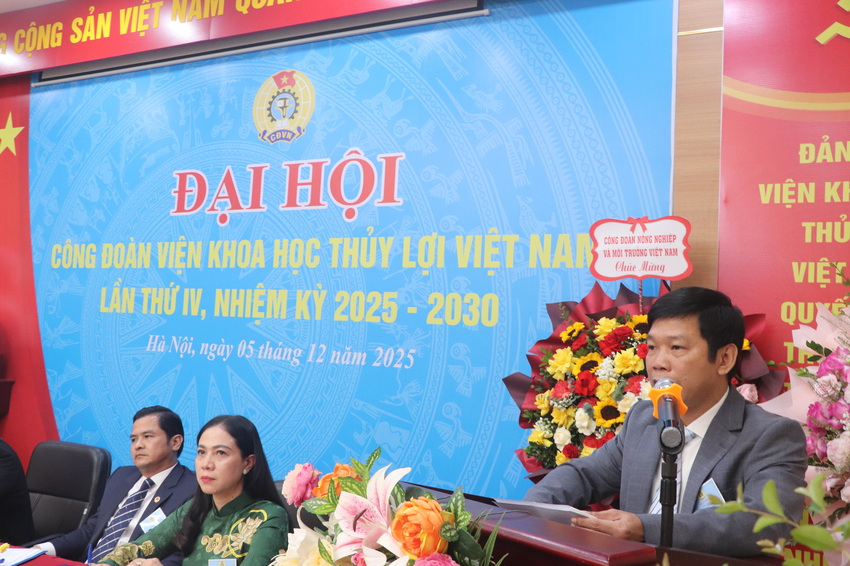 CỘNG SẢN VIỆT NAM QUANG
CĐVN
ĐẠI HỘI
CÔNG ĐOÀN VIỆN KHOA HỌC THỦY LỢI VIỆT NAM
LẦN THỨ IV, NHIỆM KỲ 2025 - 2030
Hà Nội, ngày 05 tháng 12 năm 2025
CÔNG ĐOÀN NÔNG NGHIỆP
VÀ MÔI TRƯỜNG VIỆT NAM
Chúc Mừng
ĐẢN
VIỆN KH
THỦ
VIỆT
QUYẾ